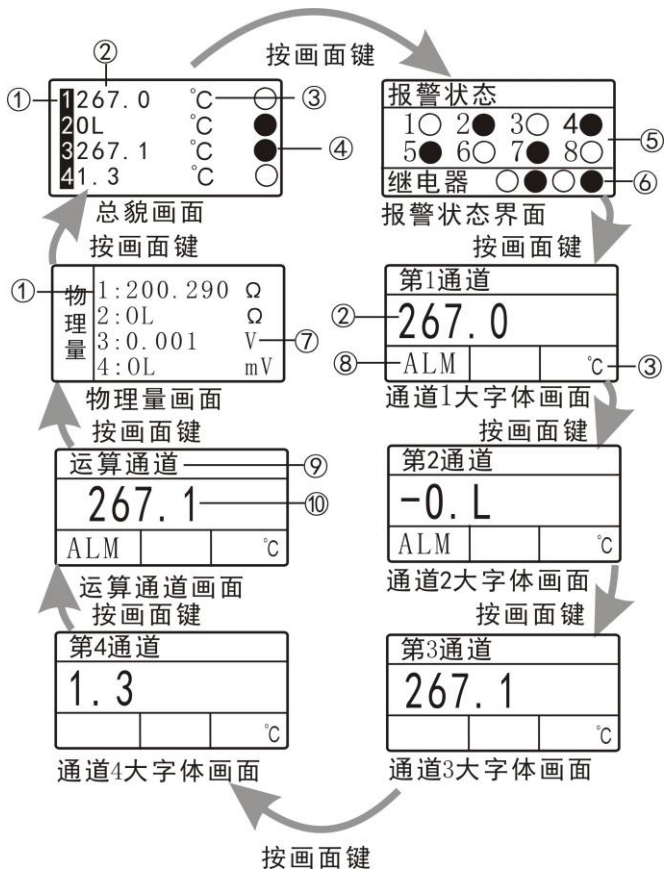 按画面键
②
①
1267.0 ℃
③
20L ℃
3267.1 ℃
④
41.3 ℃
总貌画面
报警状态
1○ 2● 3○ 4●
⑤
5● 6○ 7● 8○
继电器 ○●○●
⑥
报警状态界面
按画面键
第1通道
②
267.0
⑧
ALM ℃
③
通道1大字体画面
按画面键
第2通道
-0.L
ALM ℃
通道2大字体画面
按画面键
第3通道
267.1
℃
通道3大字体画面
按画面键
第4通道
1.3
℃
通道4大字体画面
按画面键
运算通道
⑨
267.1
⑩
ALM ℃
运算通道画面
按画面键
①
物理量
1:200.290 Ω
2:0L Ω
3:0.001 V
⑦
4:0L mV
物理量画面
按画面键